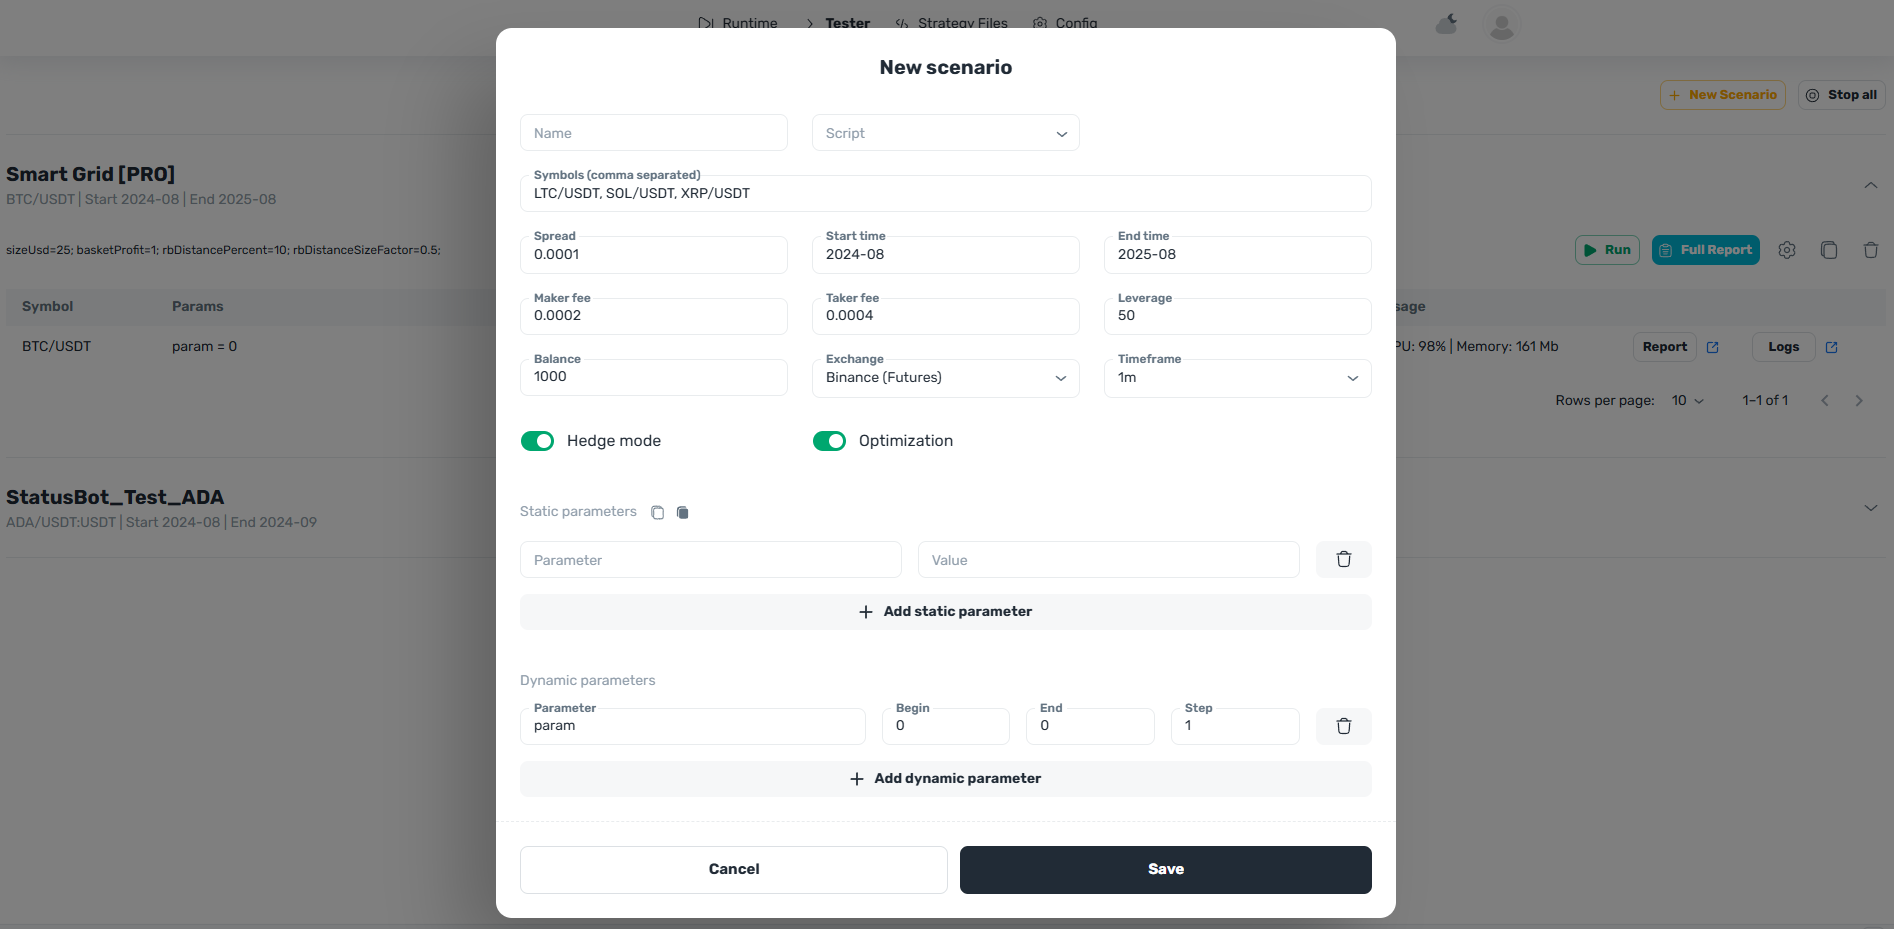 Runtime
Tester
Strategy Files
Config
New Scenario
Stop all
Smart Grid [PRO]
BTC/USDT | Start 2024-08 | End 2025-08
sizeUsd=25; basketProfit=1; rbDistancePercent=10; rbDistanceSizeFactor=0.5;
Run
Full Report
Symbol
Params
sage
BTC/USDT
param = 0
PU: 98% | Memory: 161 Mb
Report
Logs
Rows per page:
10
1-1 of 1
StatusBot_Test_ADA
ADA/USDT:USDT | Start 2024-08 | End 2024-09
New scenario
Name
Script
Symbols (comma separated)
LTC/USDT, SOL/USDT, XRP/USDT
Spread
0.0001
Start time
2024-08
End time
2025-08
Maker fee
0.0002
Taker fee
0.0004
Leverage
50
Balance
1000
Exchange
Binance (Futures)
Timeframe
1m
Hedge mode
Optimization
Static parameters
Parameter
Value
Add static parameter
Dynamic parameters
Parameter
param
Begin
0
End
0
Step
1
Add dynamic parameter
Cancel
Save